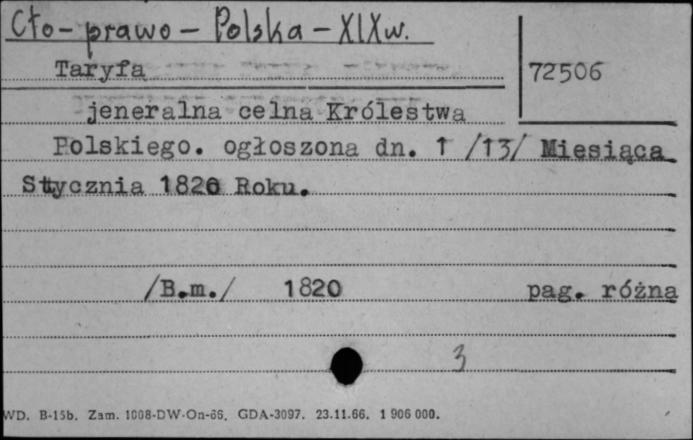 Cło - prawo - Polska - XIX w.
Taryfa
72506
jeneralna celna Królestwa
Polskiego. ogłoszona dn. 1 /13/ Miesiąca
Stycznia 1820 Roku.
/B.m./ 1820 pag. różna
3
WD. B-15b. Zam. 1008-DW-On-66. GDA-3097. 23.11.66. 1 906 000.